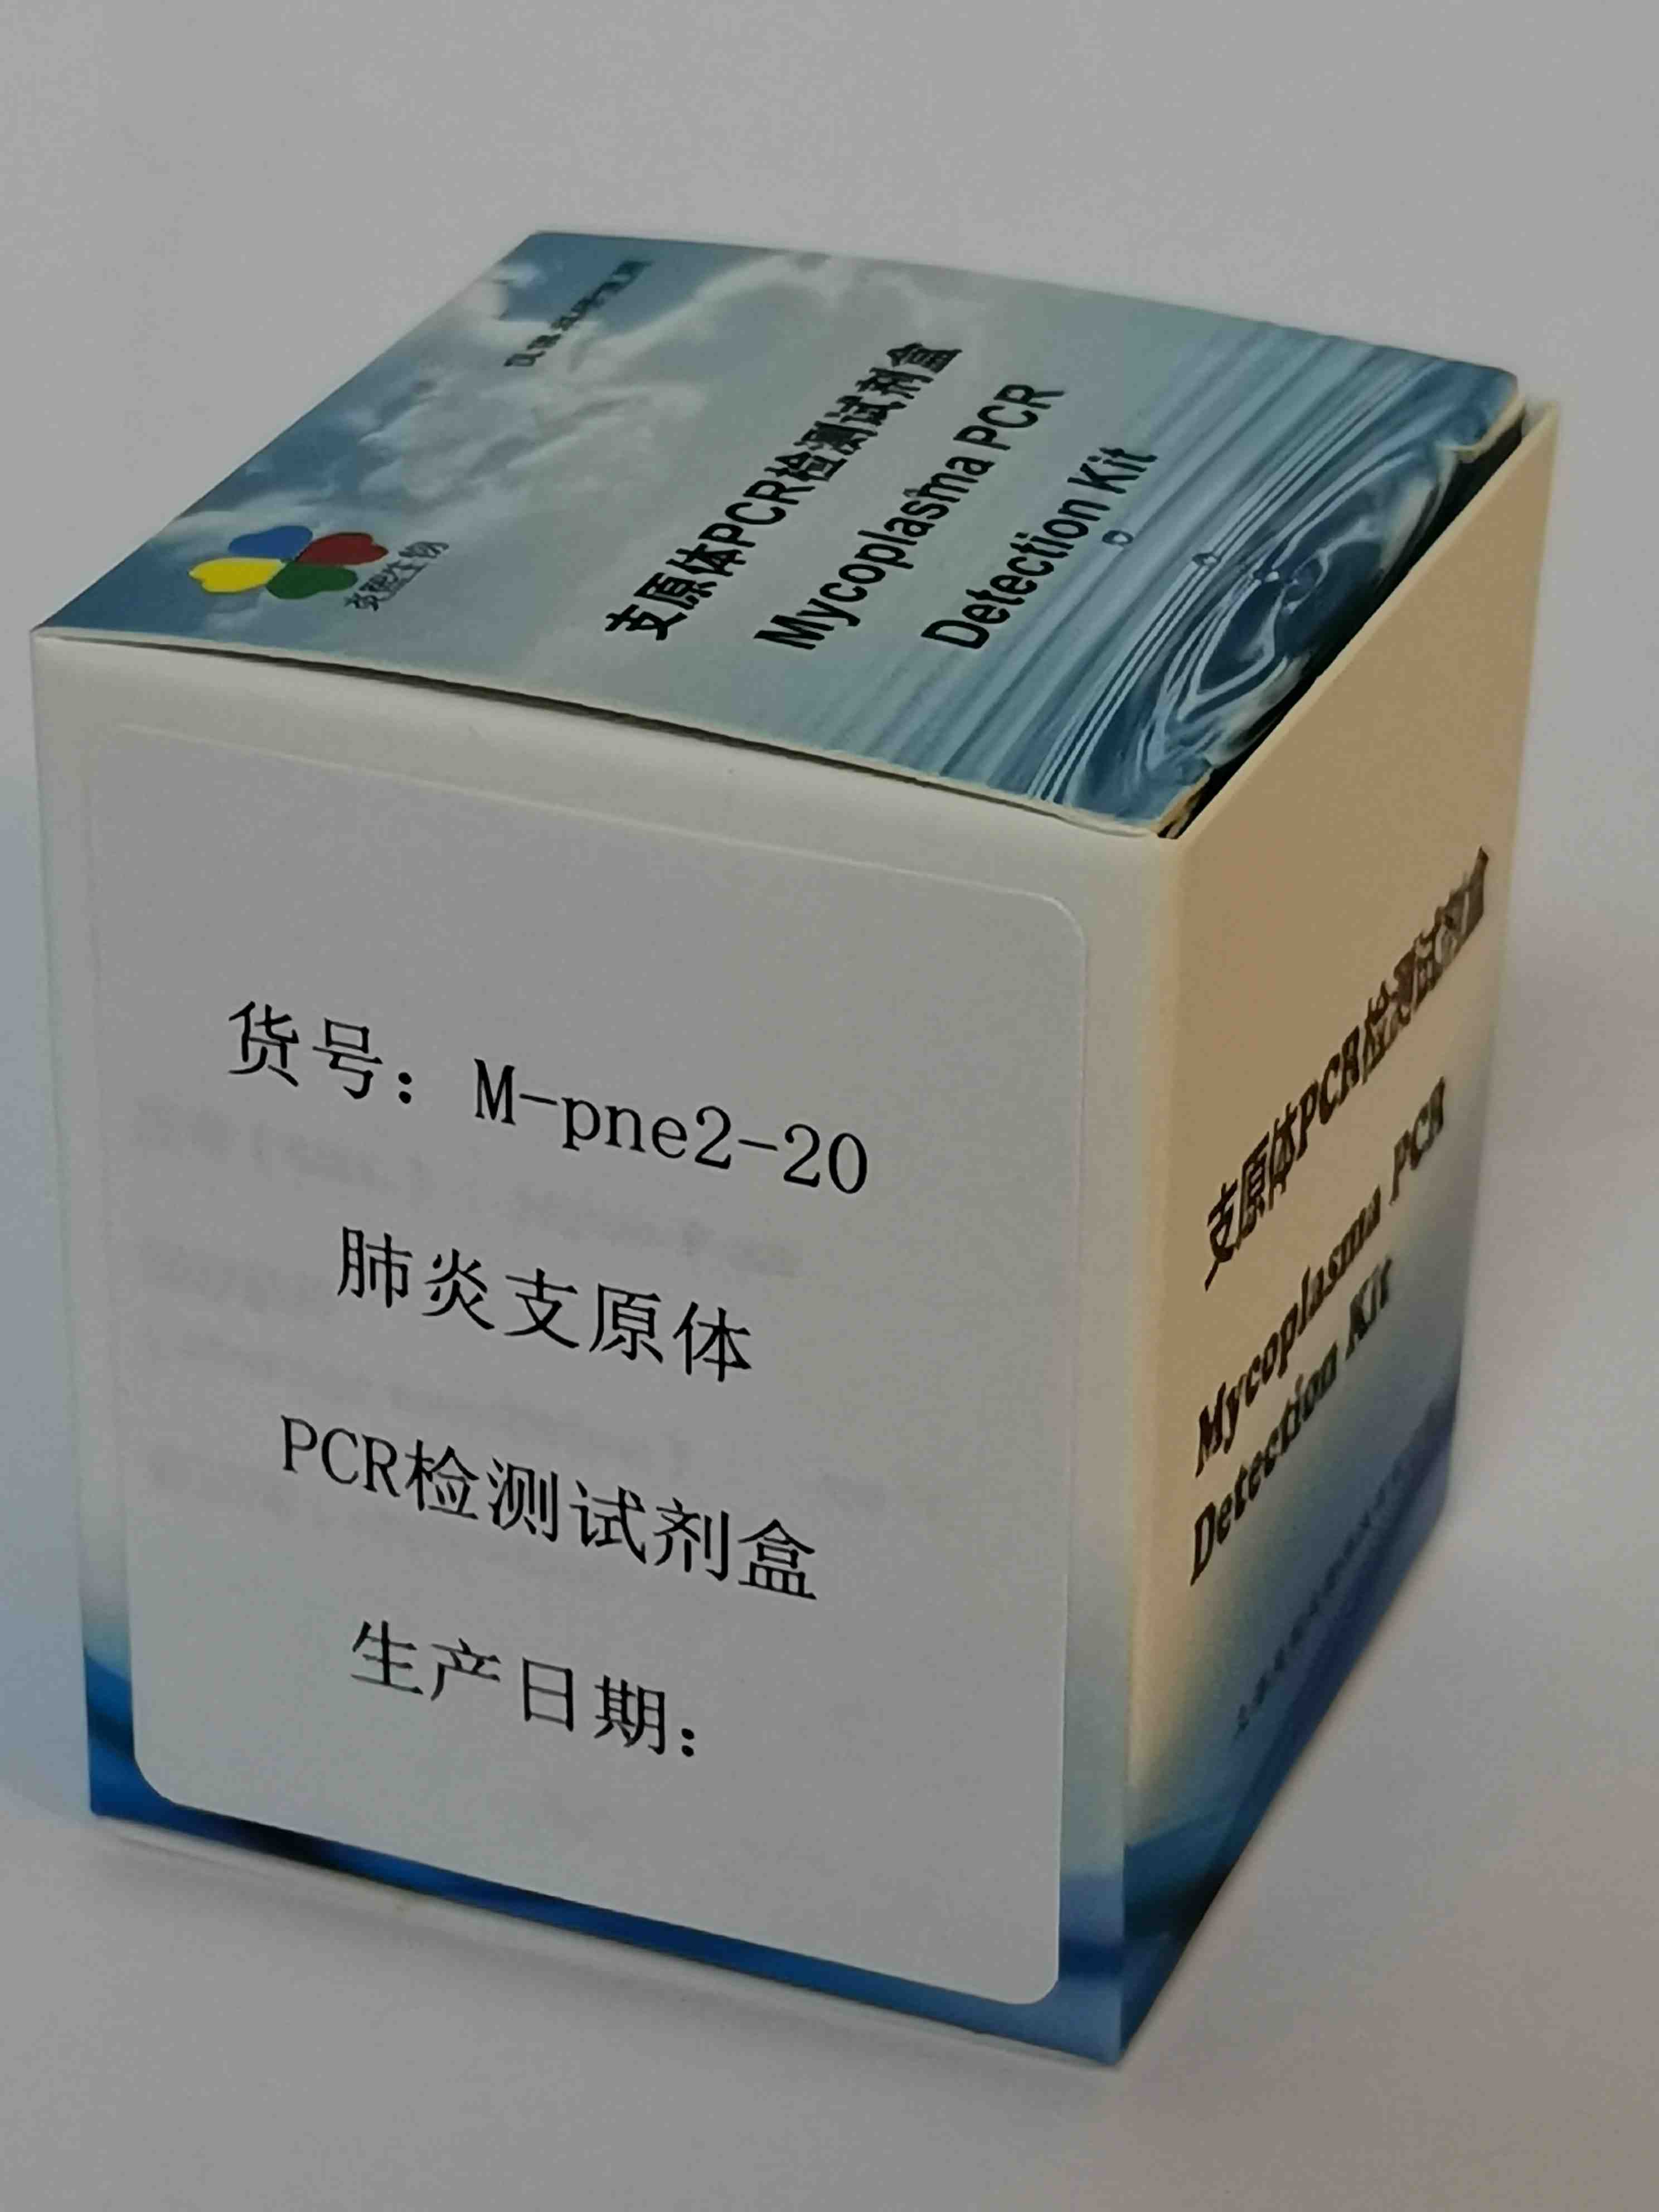 支原体PCR检测试剂盒
Mycoplasma PCR
Detection Kit
货号：M-pne2-20
肺炎支原体
PCR检测试剂盒
生产日期：
支原体PCR检测试剂盒
Mycoplasma PCR
Detection Kit